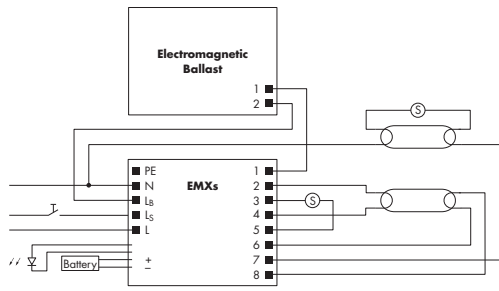 Electromagnetic
Ballast
1
2
S
PE
N
LB
LS
L
+
–
Battery
EMXs
1
2
3
4
5
6
7
8
S